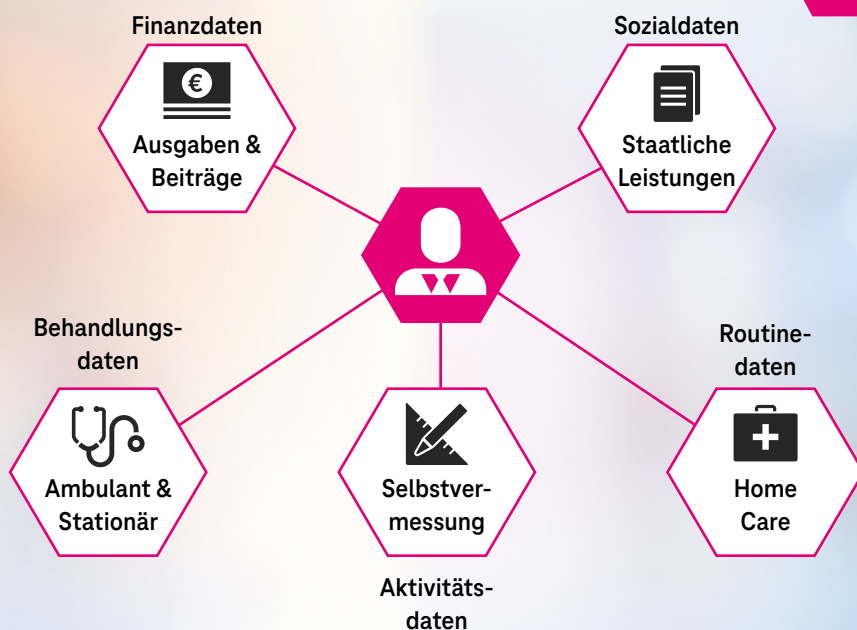 Finanzdaten
€
Ausgaben &
Beiträge
Sozialdaten
Staatliche
Leistungen
Behandlungs-
daten
Ambulant &
Stationär
Selbstver-
messung
Aktivitäts-
daten
Routine-
daten
Home
Care